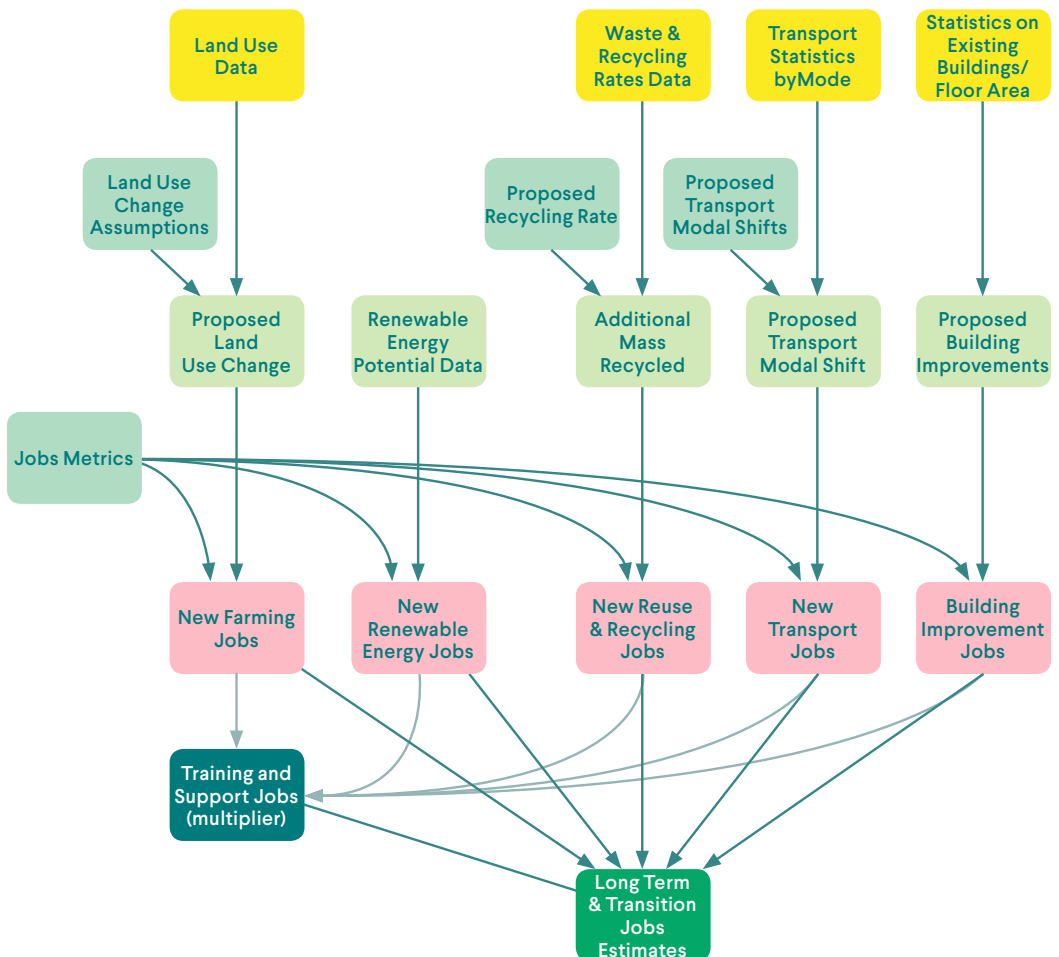 Land Use
Data
Waste &
Recycling
Rates Data
Transport
Statistics
byMode
Statistics on
Existing
Buildings/
Floor Area
Land Use
Change
Assumptions
Proposed
Recycling Rate
Proposed
Transport
Modal Shifts
Proposed
Land
Use Change
Renewable
Energy
Potential Data
Additional
Mass
Recycled
Proposed
Transport
Modal Shift
Proposed
Building
Improvements
Jobs Metrics
New Farming
Jobs
New
Renewable
Energy Jobs
New Reuse
& Recycling
Jobs
New
Transport
Jobs
Building
Improvement
Jobs
Training and
Support Jobs
(multiplier)
Long Term
& Transition
Jobs
Estimates